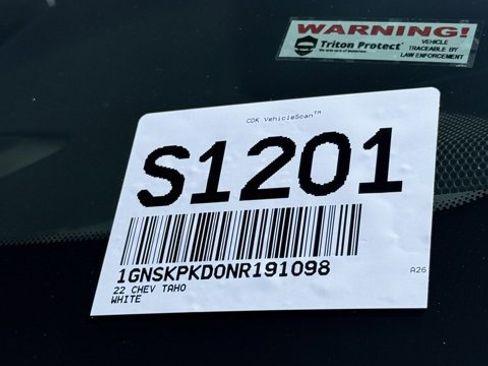 WARNING!
Triton Protect
VEHICLE
TRACEABLE BY
LAW ENFORCEMENT
CDK VehicleScan™
S1201
1GNSKPKD0NR191098
A26
22 CHEV TAHO
WHITE